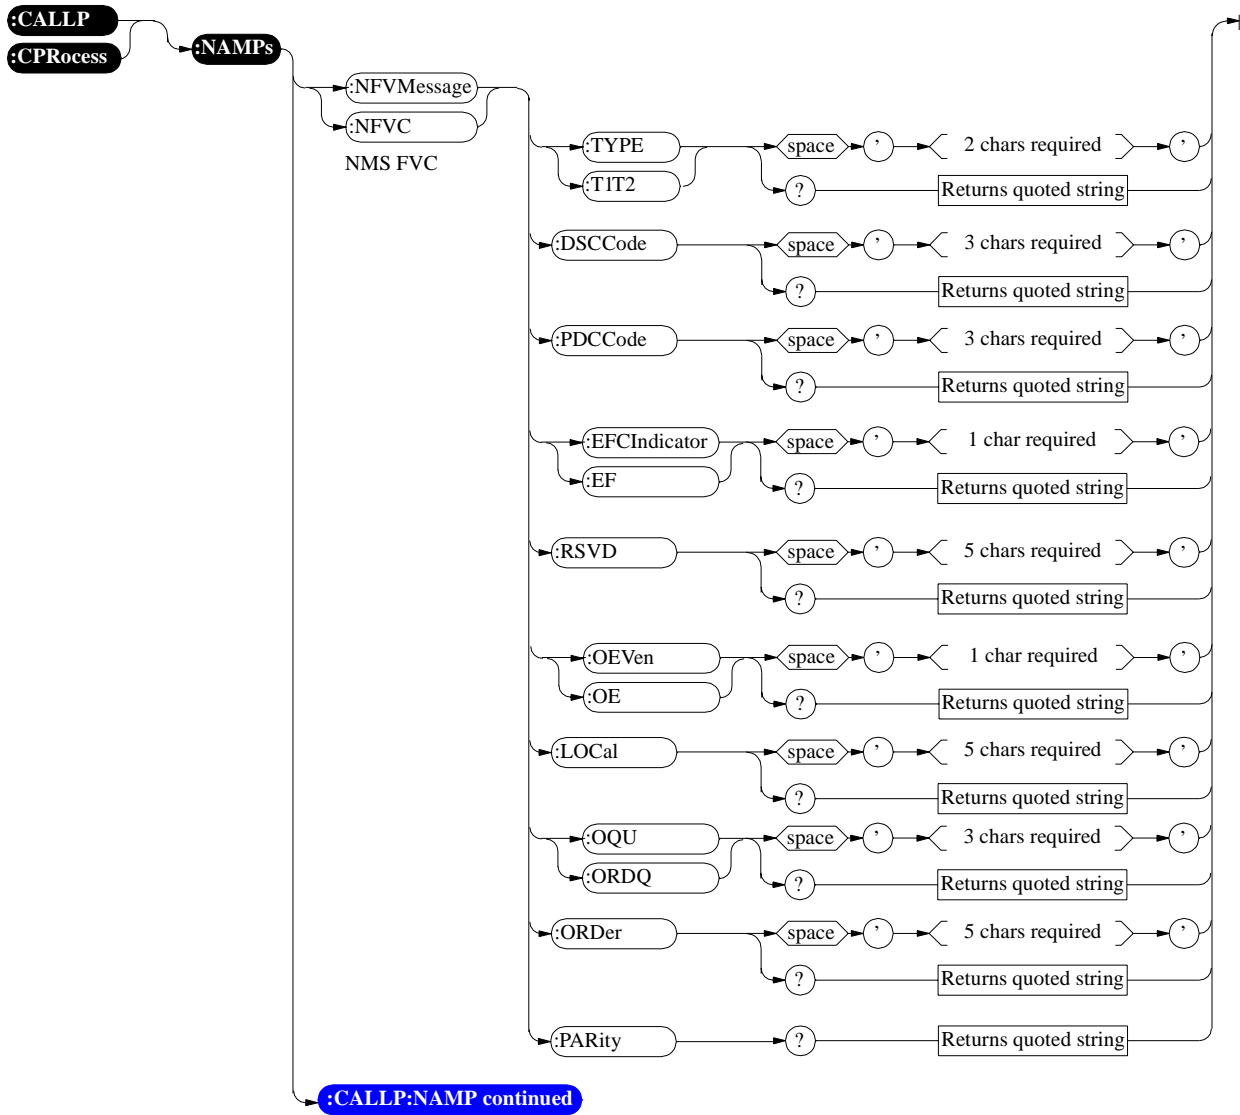 :CALLP
:CPRocess
:NAMPs
:NFVMessage
:NFVC
NMS FVC
:TYPE space ' 2 chars required '
:T1T2 ? Returns quoted string
:DSCCode space ' 3 chars required '
? Returns quoted string
:PDCCode space ' 3 chars required '
? Returns quoted string
:EFCIndicator space ' 1 char required '
:EF ? Returns quoted string
:RSVD space ' 5 chars required '
? Returns quoted string
:OEVen space ' 1 char required '
:OE ? Returns quoted string
:LOCal space ' 5 chars required '
? Returns quoted string
:OQU space ' 3 chars required '
:ORDQ ? Returns quoted string
:ORDer space ' 5 chars required '
? Returns quoted string
:PARity ? Returns quoted string
:CALLP:NAMP continued